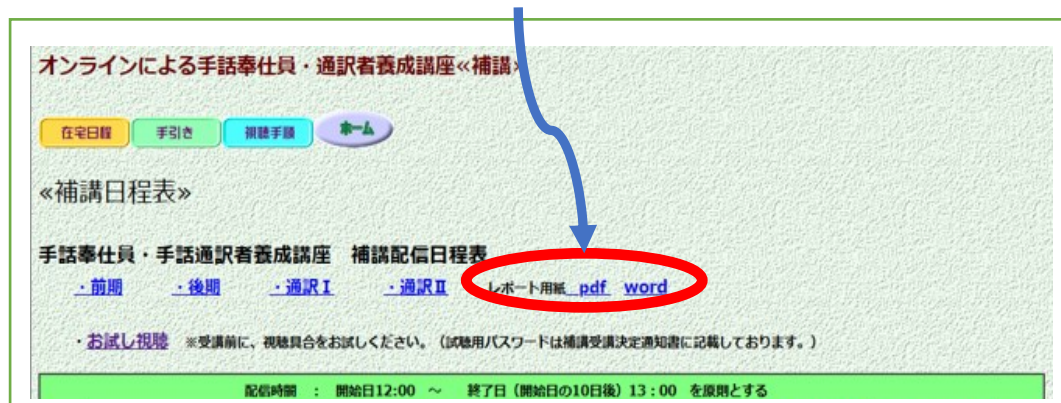 オンラインによる手話奉仕員・通訳者養成講座«補講»
在宅日程 手引き 視聴手順 ホーム
«補講日程表»
手話奉仕員・手話通訳者養成講座 補講配信日程表
・前期 ・後期 ・通訳Ⅰ ・通訳Ⅱ レポート用紙 pdf word
・お試し視聴 ※受講前に、視聴具合をお試しください。（試聴用パスワードは補講受講決定通知書に記載しております。）
配信時間 ： 開始日12:00 ～ 終了日（開始日の10日後）13：00 を原則とする